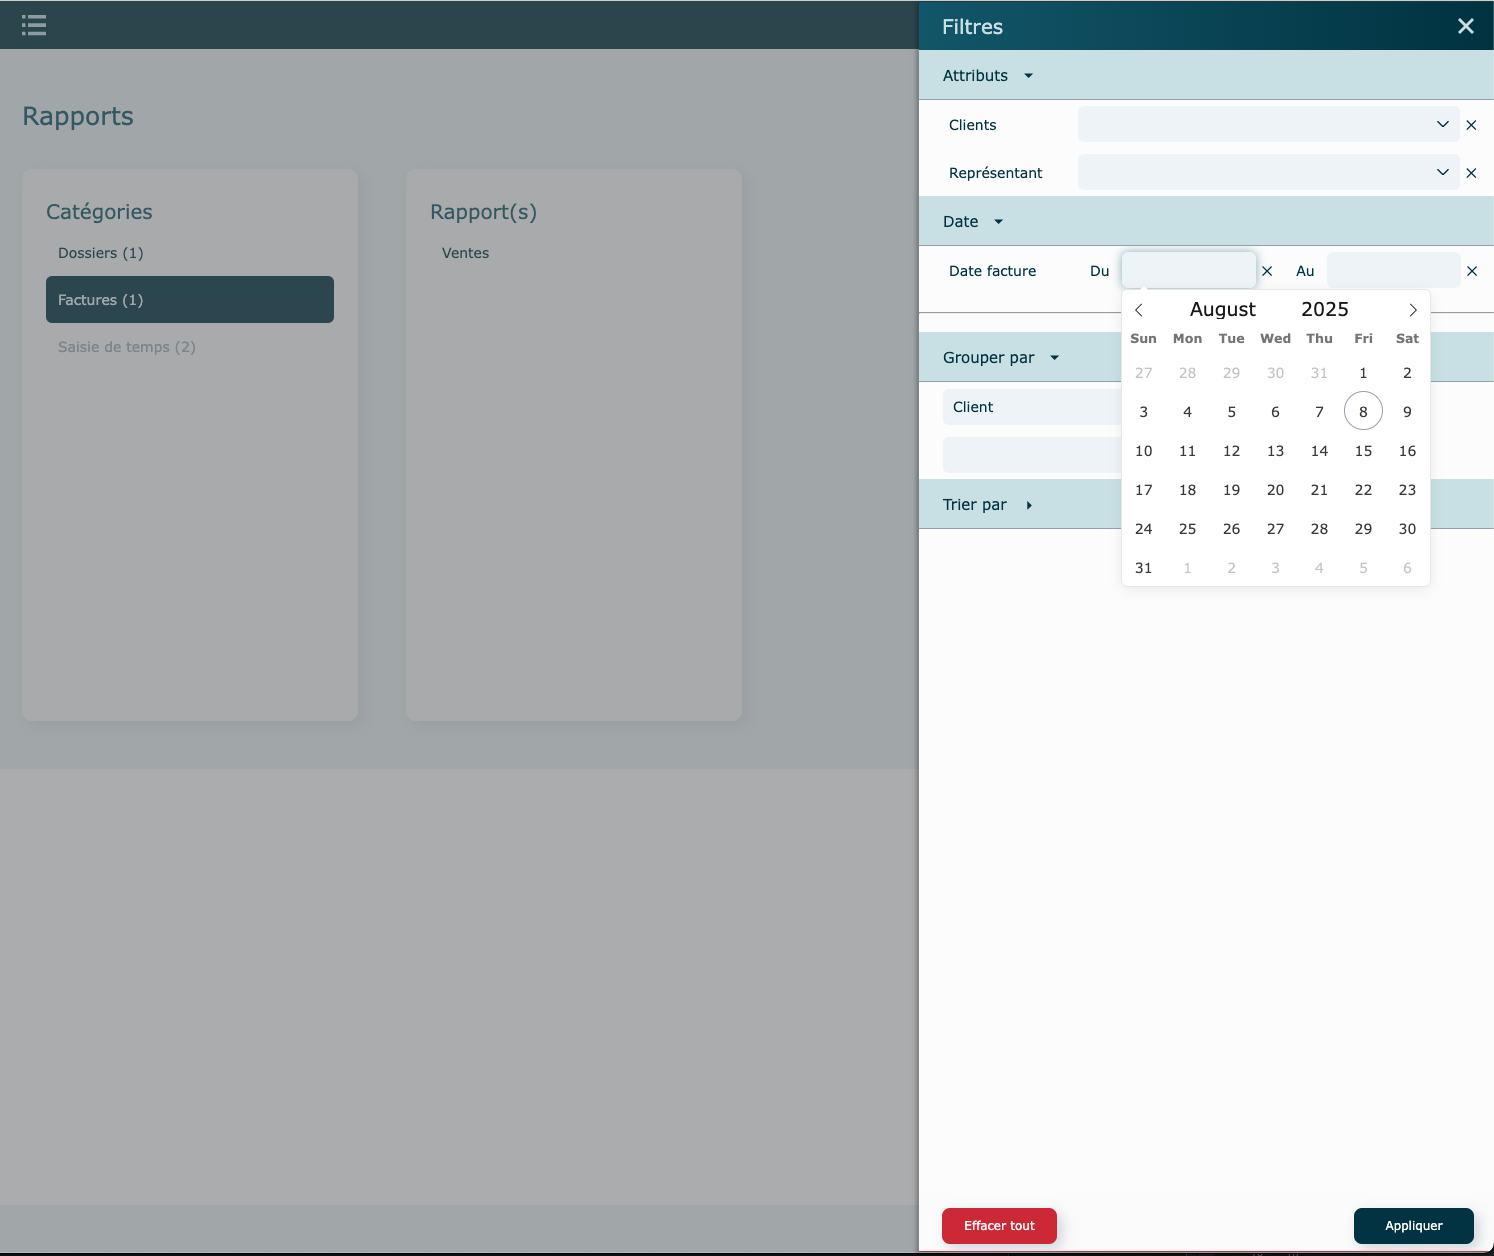 Rapports
Catégories
Dossiers (1)
Factures (1)
Saisie de temps (2)
Rapport(s)
Ventes
Filtres
Attributs
Clients
Représentant
Date
Date facture Du Au
August 2025
Sun Mon Tue Wed Thu Fri Sat
27 28 29 30 31 1 2
3 4 5 6 7 8 9
10 11 12 13 14 15 16
17 18 19 20 21 22 23
24 25 26 27 28 29 30
31 1 2 3 4 5 6
Grouper par
Client
Trier par
Effacer tout
Appliquer